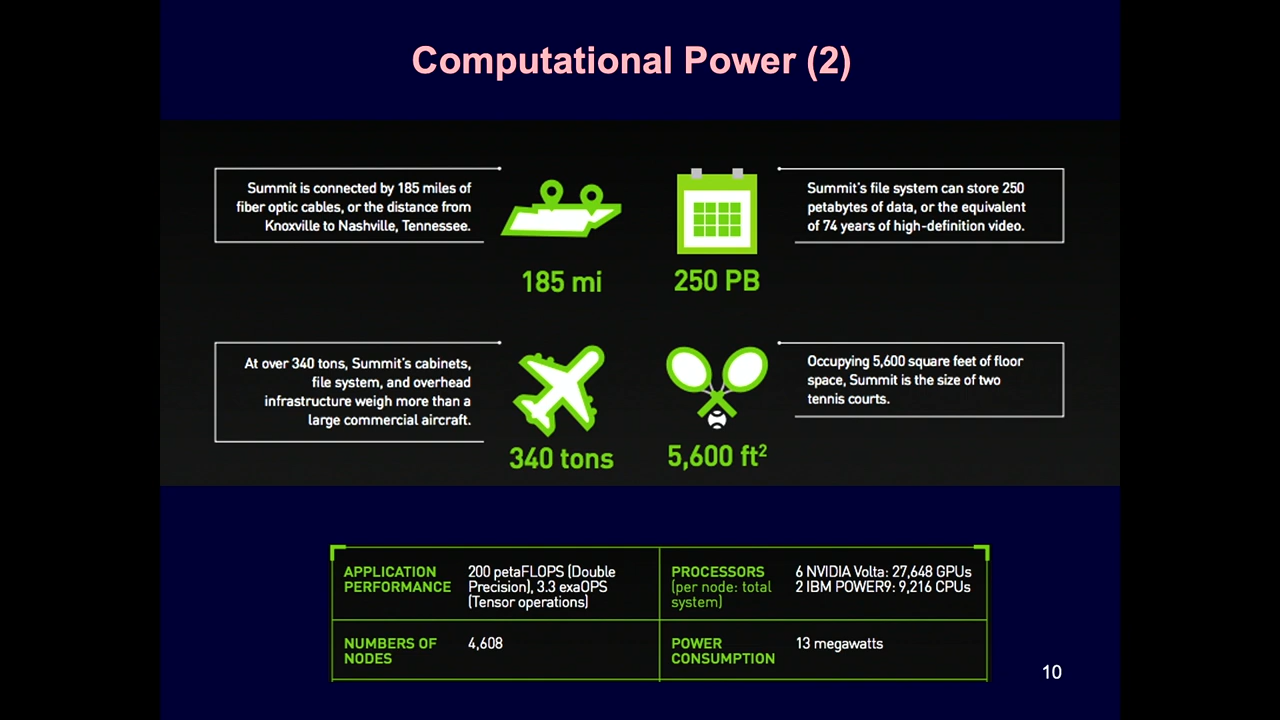 Computational Power (2)
Summit is connected by 185 miles of
fiber optic cables, or the distance from
Knoxville to Nashville, Tennessee.
185 mi
250 PB
Summit's file system can store 250
petabytes of data, or the equivalent
of 74 years of high-definition video.
At over 340 tons, Summit's cabinets,
file system, and overhead
infrastructure weigh more than a
large commercial aircraft.
340 tons
5,600 ft²
Occupying 5,600 square feet of floor
space, Summit is the size of two
tennis courts.
APPLICATION
PERFORMANCE
200 petaFLOPS (Double
Precision), 3.3 exaOPS
(Tensor operations)
PROCESSORS
(per node: total
system)
6 NVIDIA Volta: 27,648 GPUs
2 IBM POWER9: 9,216 CPUs
NUMBERS OF
NODES
4,608
POWER
CONSUMPTION
13 megawatts
10